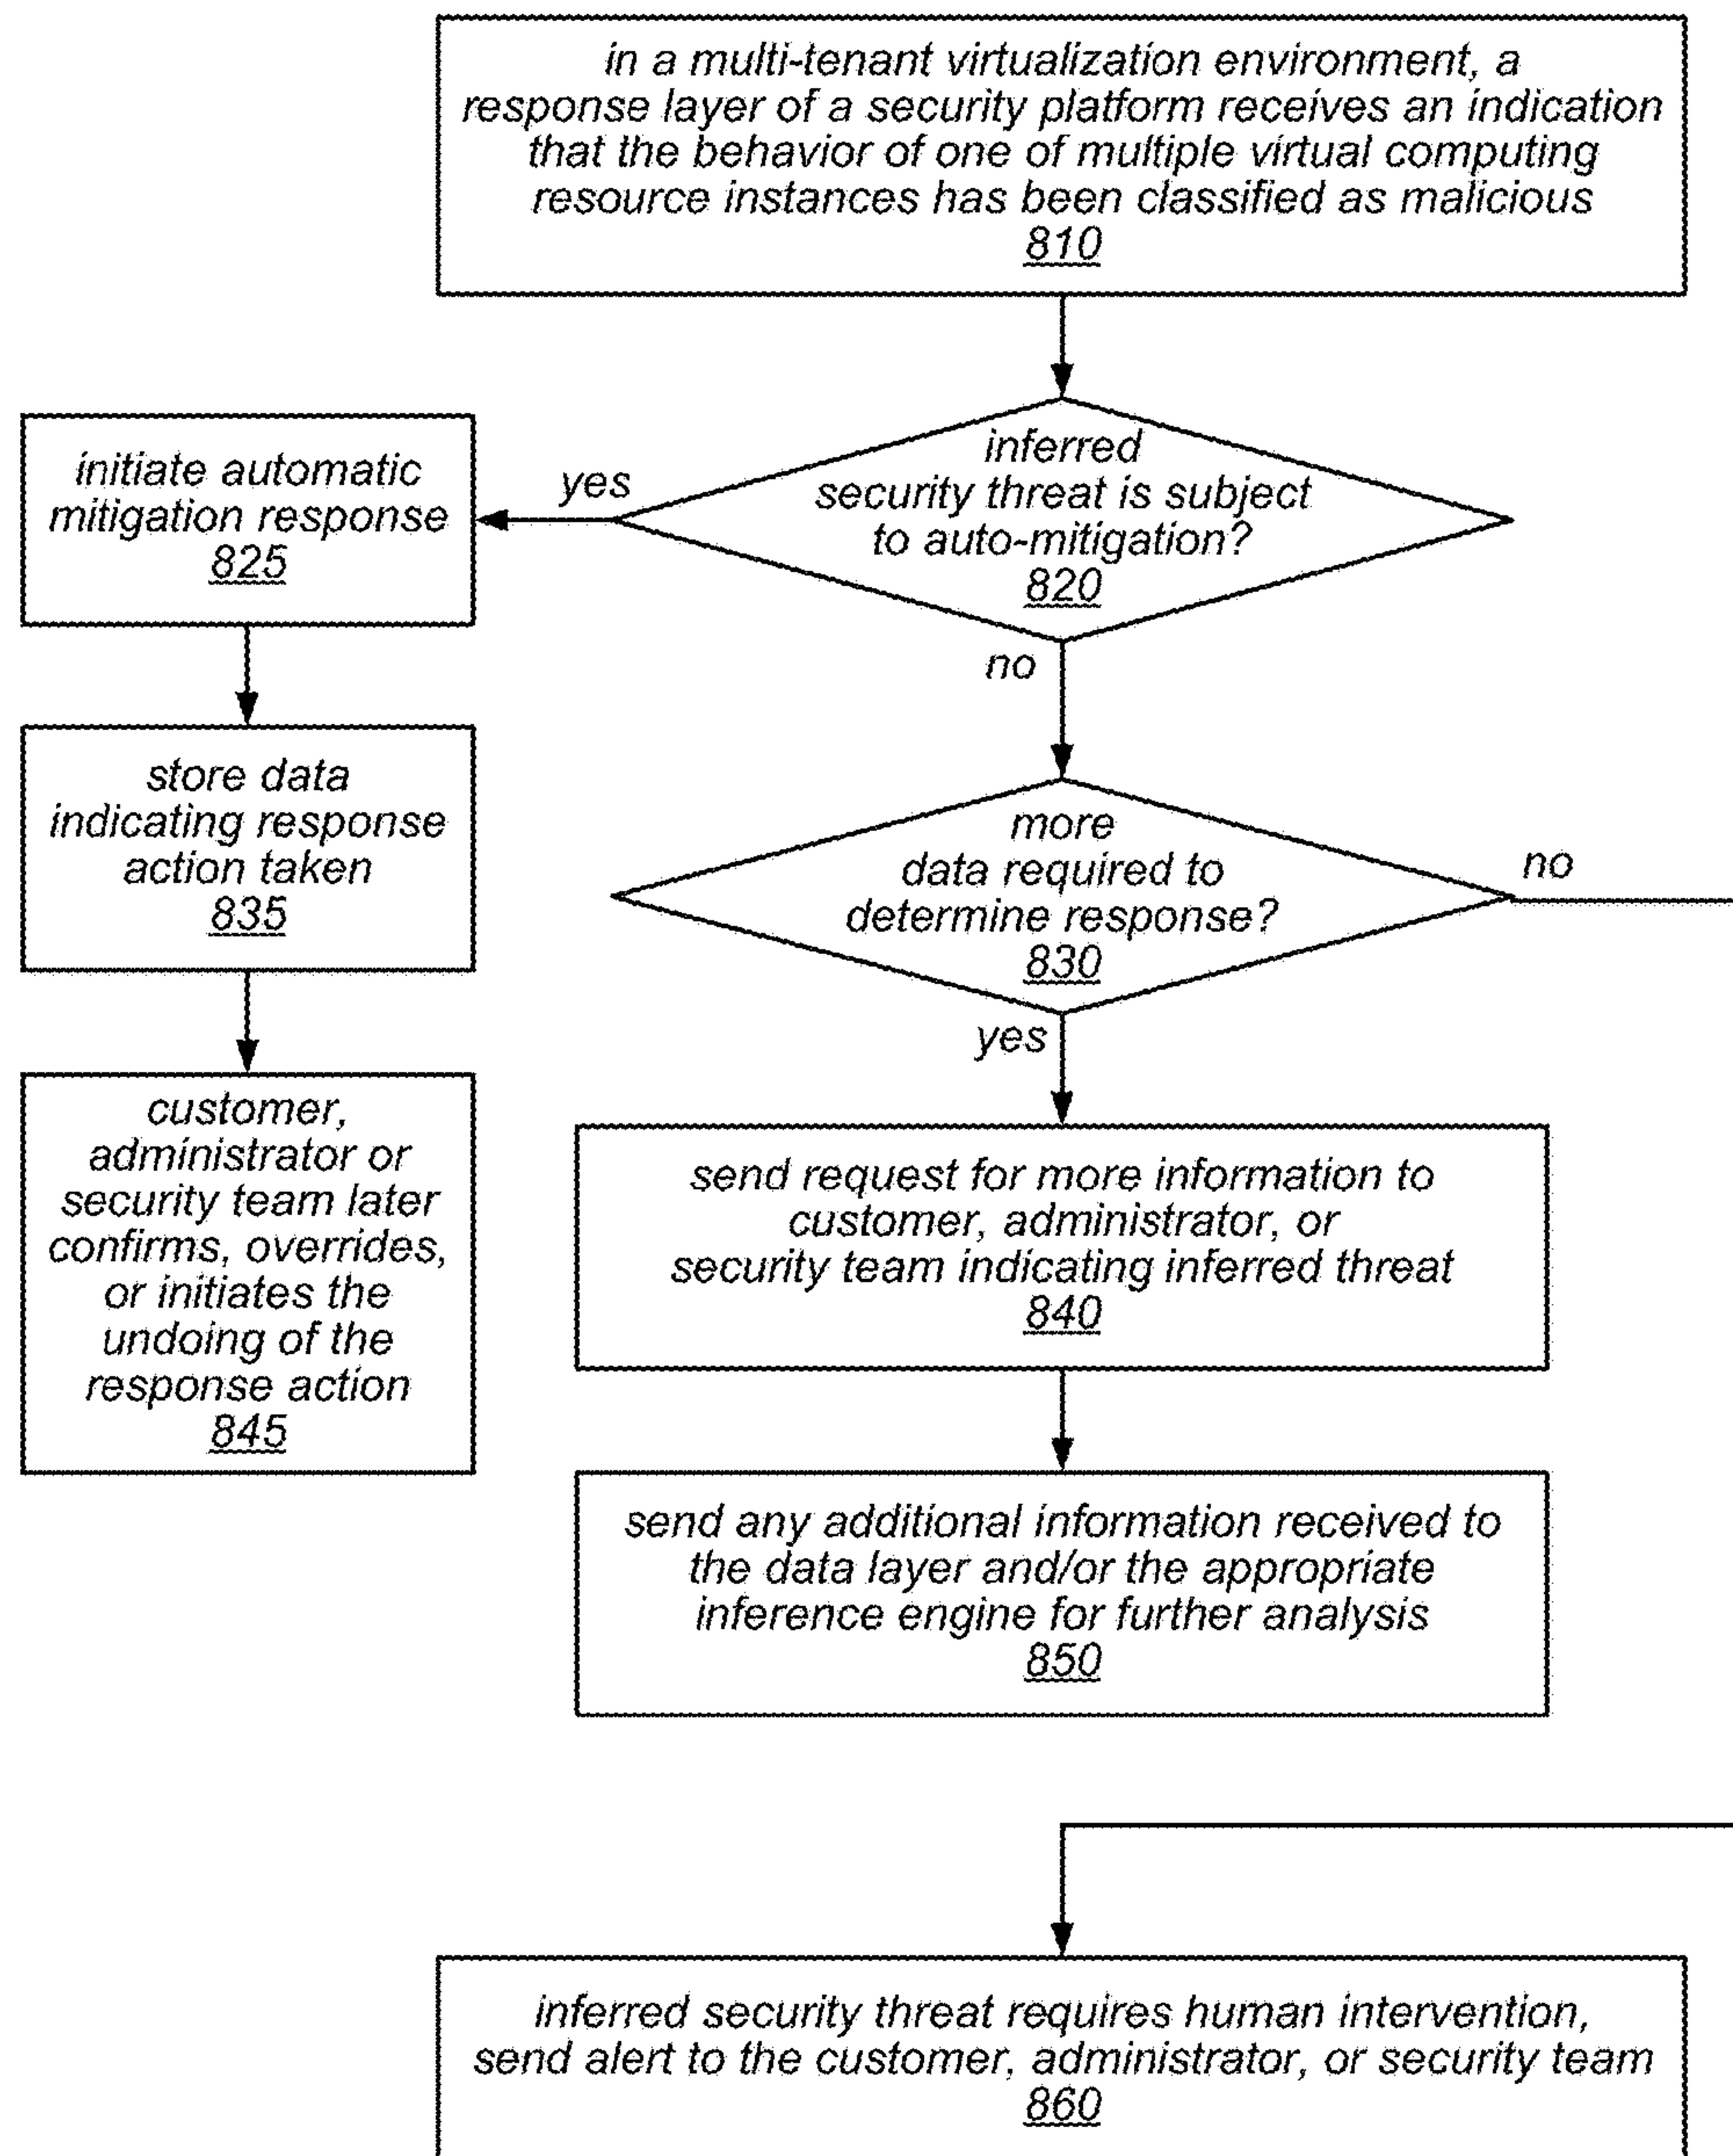 in a multi-tenant virtualization environment, a
response layer of a security platform receives an indication
that the behavior of one of multiple virtual computing
resource instances has been classified as malicious
810
inferred
security threat is subject
to auto-mitigation?
820
yes
no
initiate automatic
mitigation response
825
store data
indicating response
action taken
835
customer,
administrator or
security team later
confirms, overrides,
or initiates the
undoing of the
response action
845
more
data required to
determine response?
830
no
yes
send request for more information to
customer, administrator, or
security team indicating inferred threat
840
send any additional information received to
the data layer and/or the appropriate
inference engine for further analysis
850
inferred security threat requires human intervention,
send alert to the customer, administrator, or security team
860